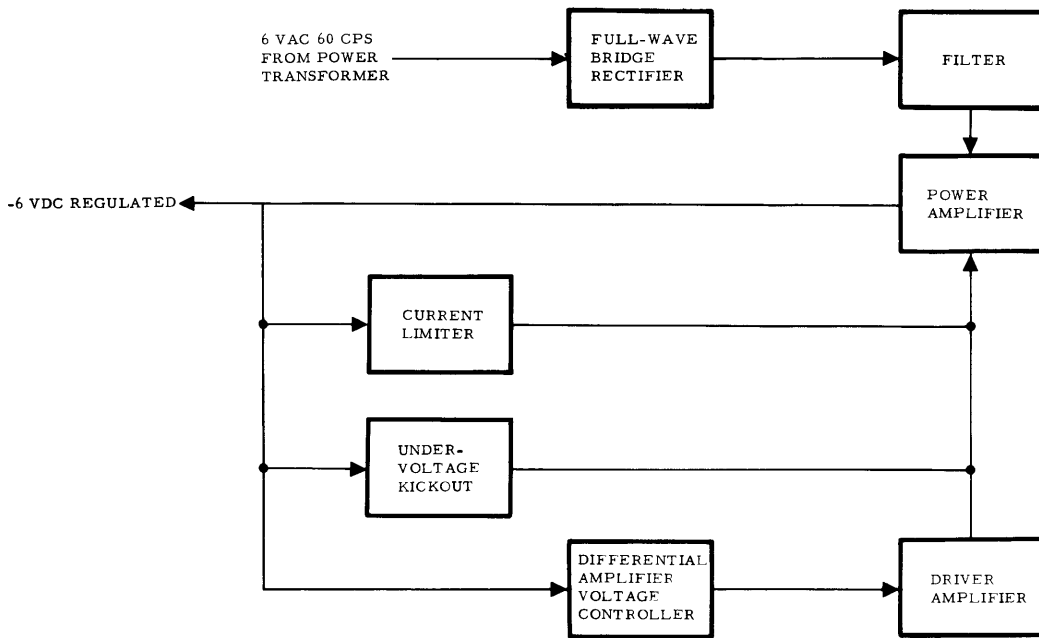 6 VAC 60 CPS
FROM POWER
TRANSFORMER
FULL-WAVE
BRIDGE
RECTIFIER
FILTER
-6 VDC REGULATED
POWER
AMPLIFIER
CURRENT
LIMITER
UNDER-
VOLTAGE
KICKOUT
DIFFERENTIAL
AMPLIFIER
VOLTAGE
CONTROLLER
DRIVER
AMPLIFIER